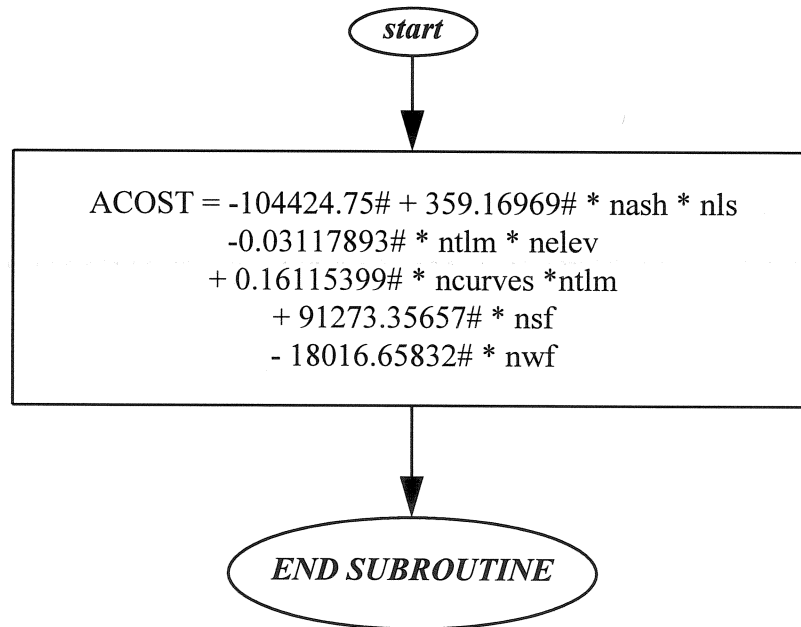 start
ACOST = -104424.75# + 359.16969# * nash * nls
-0.03117893# * ntlm * nelev
+ 0.16115399# * ncurves *ntlm
+ 91273.35657# * nsf
- 18016.65832# * nwf
END SUBROUTINE